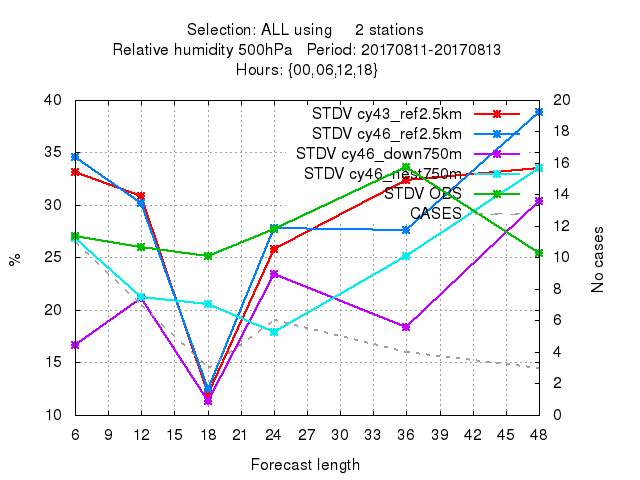 Selection: ALL using 2 stations
Relative humidity 500hPa Period: 20170811-20170813
Hours: {00,06,12,18}
40 20
STDV cy43_ref2.5km
18
STDV cy46_ref2.5km
35 STDV cy46_down750m 16
STDV cy46_nest750m
14
STDV OBS
30 CASES
12
%
25 10
No cases
8
20
6
15 4
2
10 0
6 9 12 15 18 21 24 27 30 33 36 39 42 45 48
Forecast length